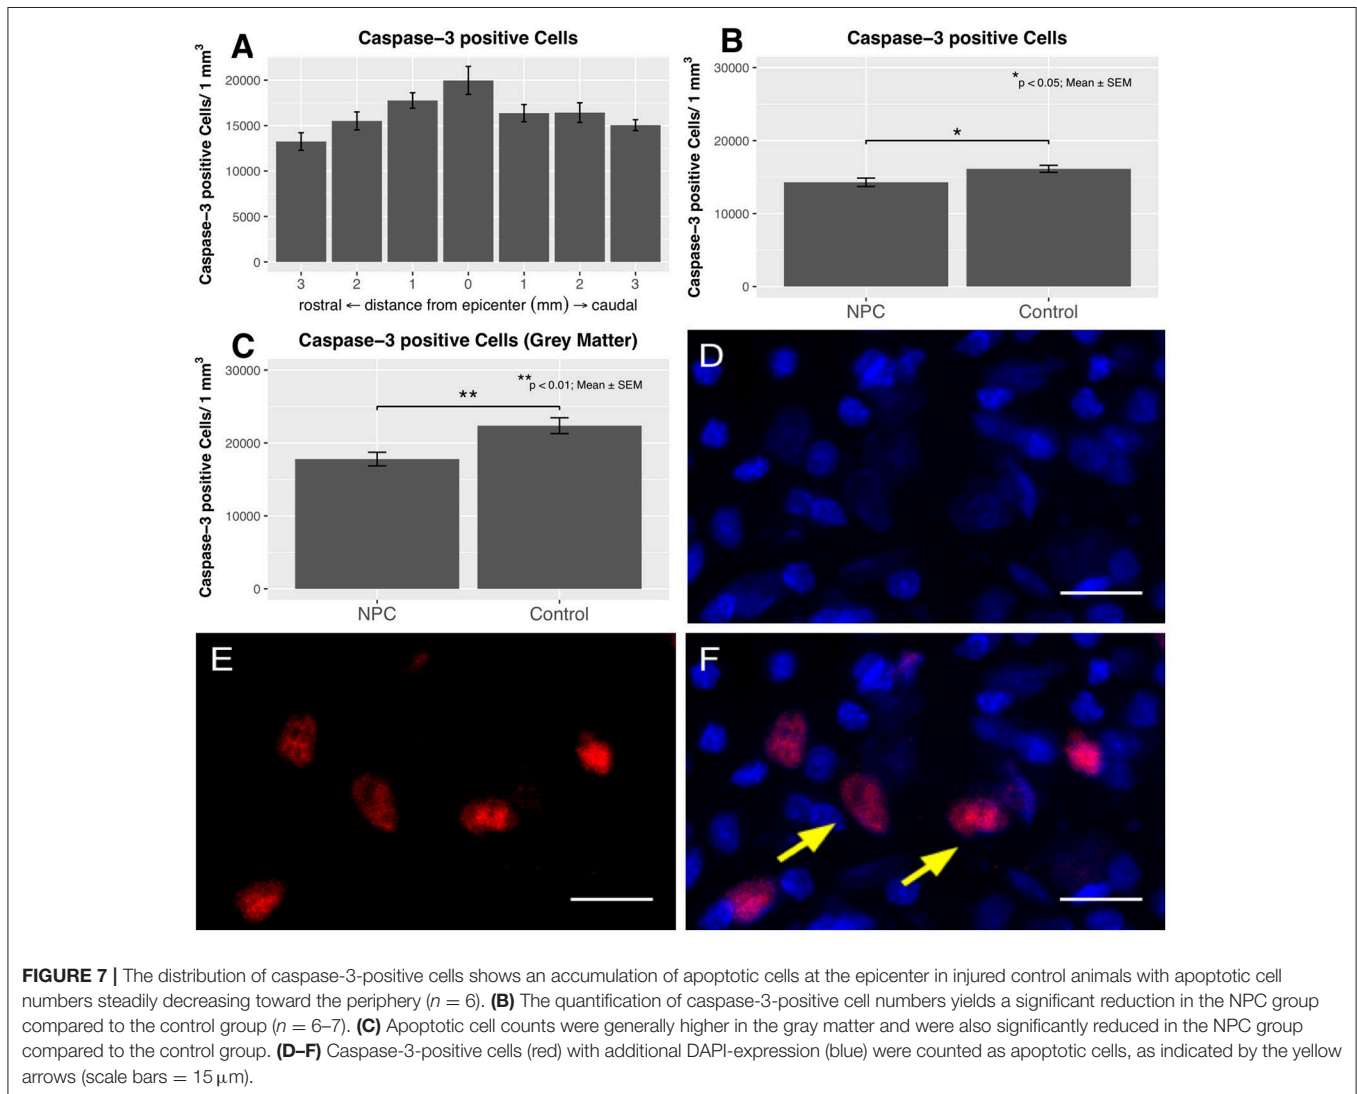 A
Caspase–3 positive Cells
Caspase–3 positive Cells/ 1 mm³
20000
15000
10000
5000
0
3 2 1 0 1 2 3
rostral ← distance from epicenter (mm) → caudal
B
Caspase–3 positive Cells
Caspase–3 positive Cells/ 1 mm³
30000
20000
10000
0
*p < 0.05; Mean ± SEM
*
NPC Control
C
Caspase–3 positive Cells (Grey Matter)
Caspase–3 positive Cells/ 1 mm³
30000
20000
10000
0
**p < 0.01; Mean ± SEM
**
NPC Control
D
E
F
FIGURE 7 | The distribution of caspase-3-positive cells shows an accumulation of apoptotic cells at the epicenter in injured control animals with apoptotic cell
numbers steadily decreasing toward the periphery (n = 6). (B) The quantification of caspase-3-positive cell numbers yields a significant reduction in the NPC group
compared to the control group (n = 6–7). (C) Apoptotic cell counts were generally higher in the gray matter and were also significantly reduced in the NPC group
compared to the control group. (D–F) Caspase-3-positive cells (red) with additional DAPI-expression (blue) were counted as apoptotic cells, as indicated by the yellow
arrows (scale bars = 15 μm).